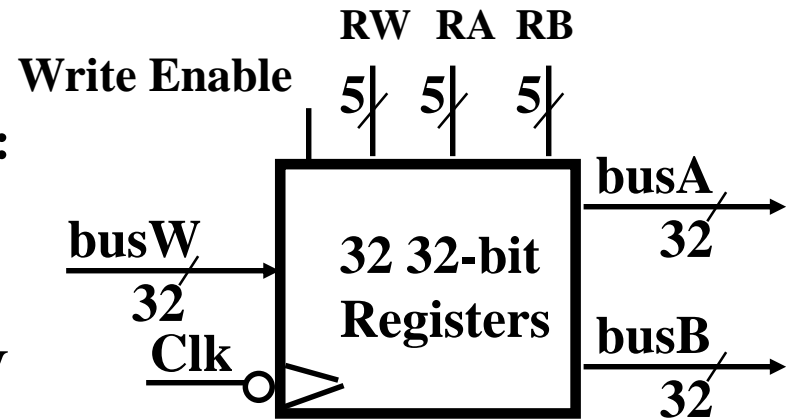 RW RA RB
Write Enable
5 5 5
:
busA
busW
32
32 32-bit
32
Registers
Clk
busB
32